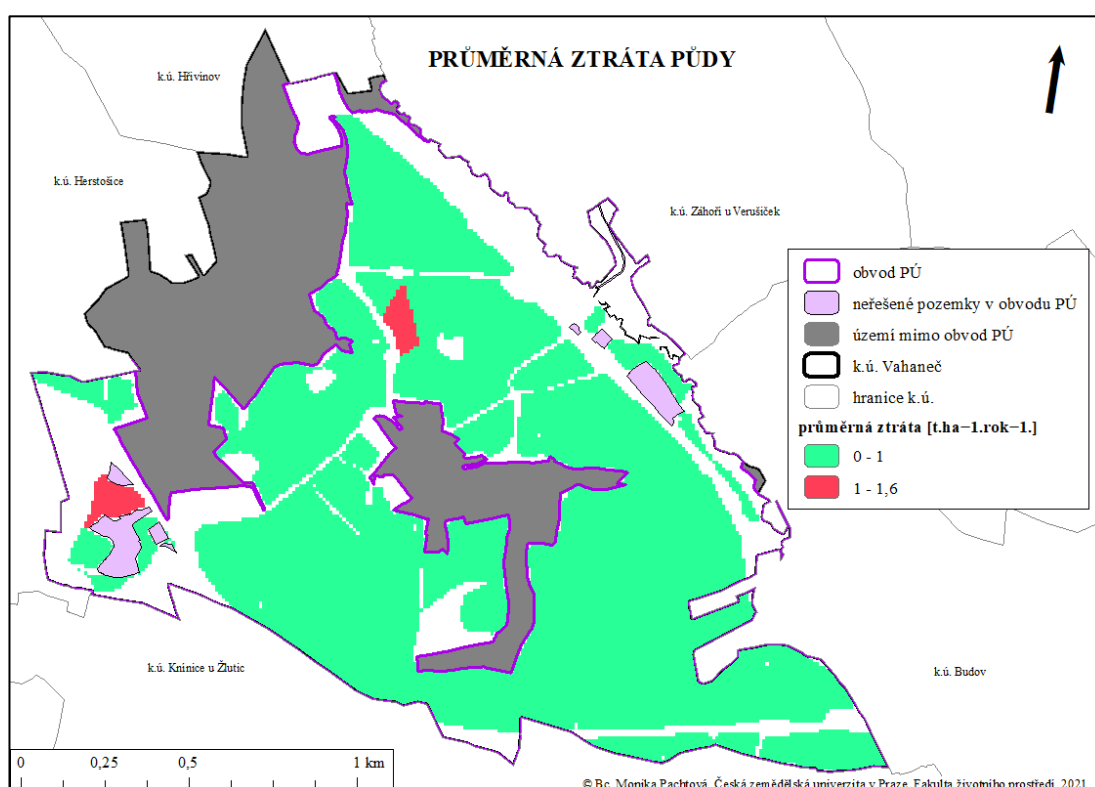 PRŮMĚRNÁ ZTRÁTA PŮDY
k.ú. Hřivinov
k.ú. Herstošice
k.ú. Záhoří u Verušiček
obvod PÚ
neřešené pozemky v obvodu PÚ
území mimo obvod PÚ
k.ú. Vahaneč
hranice k.ú.
průměrná ztráta [t.ha−1.rok−1.]
0 - 1
1 - 1,6
k.ú. Knínice u Žlutic
k.ú. Budov
0 0,25 0,5 1 km
© Bc. Monika Pachtová, Česká zemědělská univerzita v Praze, Fakulta životního prostředí, 2021